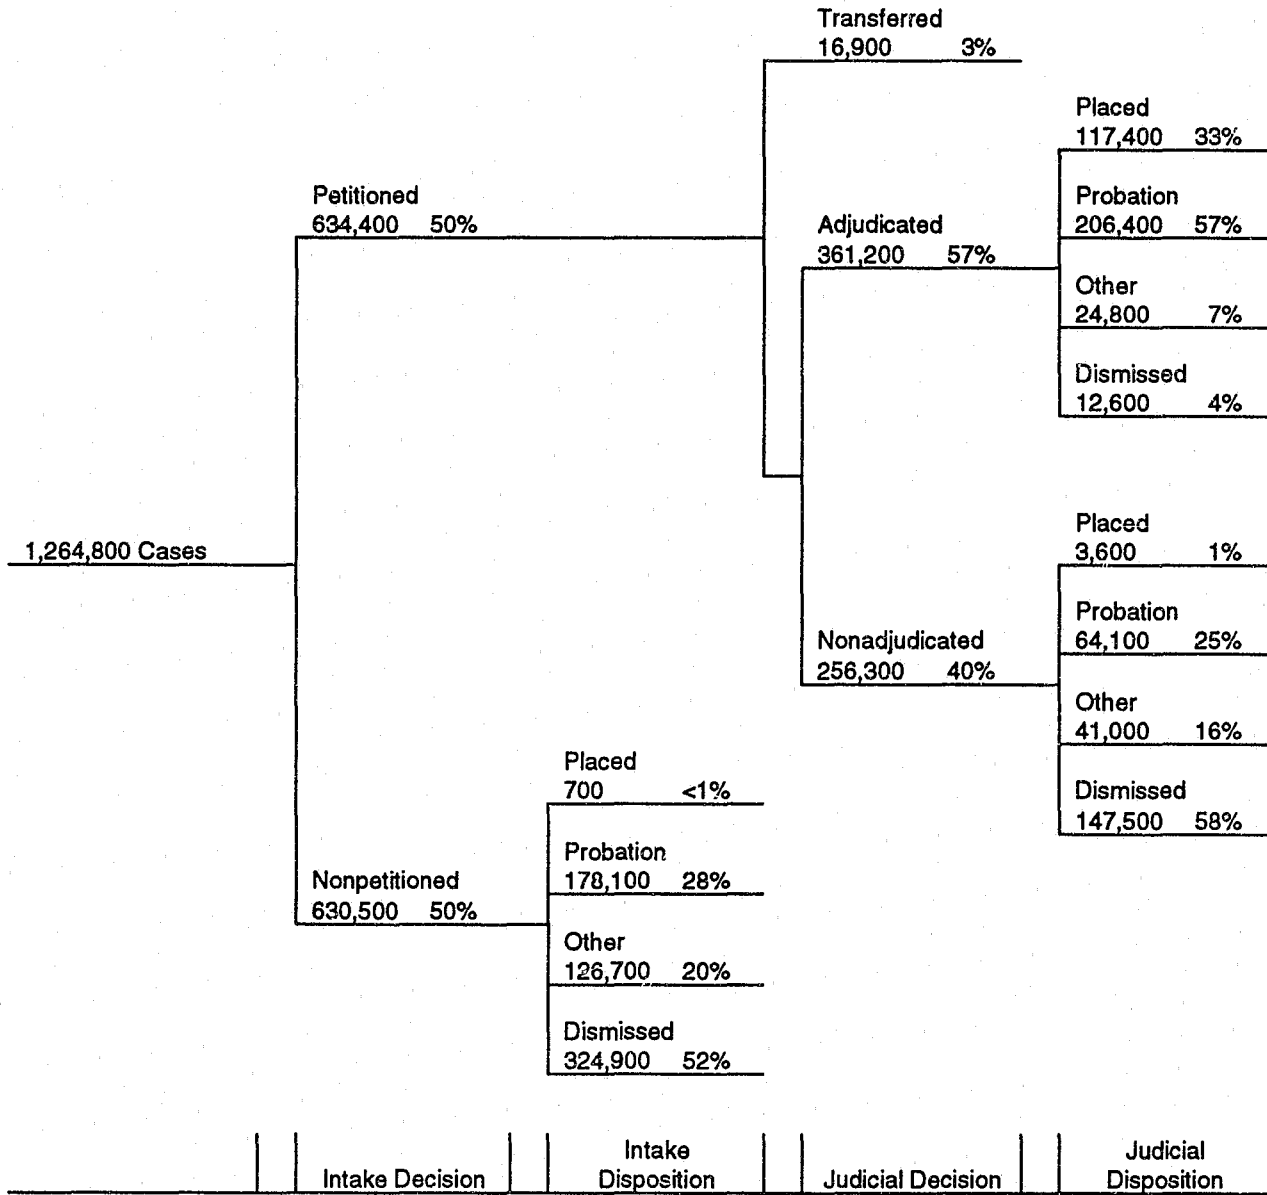 Transferred
16,900 3%
Placed
117,400 33%
Petitioned
634,400 50%
Probation
206,400 57%
Adjudicated
361,200 57%
Other
24,800 7%
Dismissed
12,600 4%
1,264,800 Cases
Placed
3,600 1%
Probation
64,100 25%
Nonadjudicated
256,300 40%
Other
41,000 16%
Dismissed
147,500 58%
Placed
700 <1%
Probation
178,100 28%
Nonpetitioned
630,500 50%
Other
126,700 20%
Dismissed
324,900 52%
Intake Decision
Intake
Disposition
Judicial Decision
Judicial
Disposition